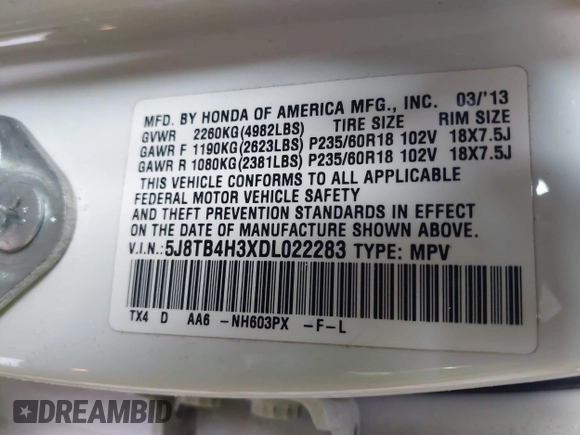 MFD. BY HONDA OF AMERICA MFG., INC. 03/'13
GVWR 2260KG(4982LBS) TIRE SIZE RIM SIZE
GAWR F 1190KG(2623LBS) P235/60R18 102V 18X7.5J
GAWR R 1080KG(2381LBS) P235/60R18 102V 18X7.5J
THIS VEHICLE CONFORMS TO ALL APPLICABLE
FEDERAL MOTOR VEHICLE SAFETY
AND THEFT PREVENTION STANDARDS IN EFFECT
ON THE DATE OF MANUFACTURE SHOWN ABOVE.
V.I.N.:5J8TB4H3XDL022283 TYPE: MPV
TX4 D AA6 -NH603PX -F-L
DREAMBID